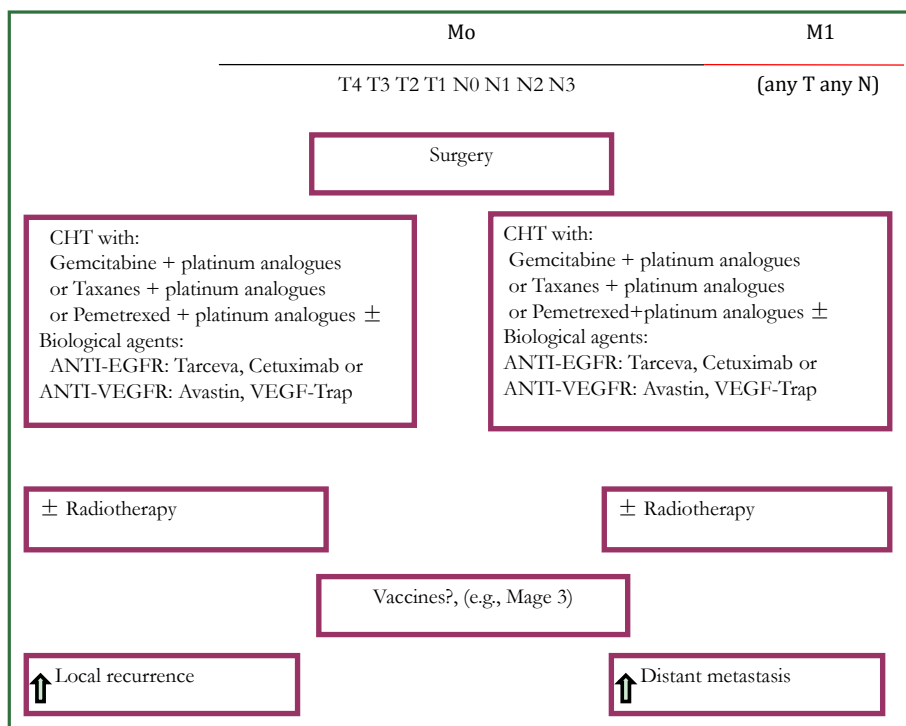 Mo M1
T4 T3 T2 T1 N0 N1 N2 N3 (any T any N)
Surgery
CHT with:
Gemcitabine + platinum analogues
or Taxanes + platinum analogues
or Pemetrexed + platinum analogues ±
Biological agents:
ANTI-EGFR: Tarceva, Cetuximab or
ANTI-VEGFR: Avastin, VEGF-Trap
CHT with:
Gemcitabine + platinum analogues
or Taxanes + platinum analogues
or Pemetrexed+platinum analogues ±
Biological agents:
ANTI-EGFR: Tarceva, Cetuximab or
ANTI-VEGFR: Avastin, VEGF-Trap
± Radiotherapy
± Radiotherapy
Vaccines?, (e.g., Mage 3)
Local recurrence
Distant metastasis